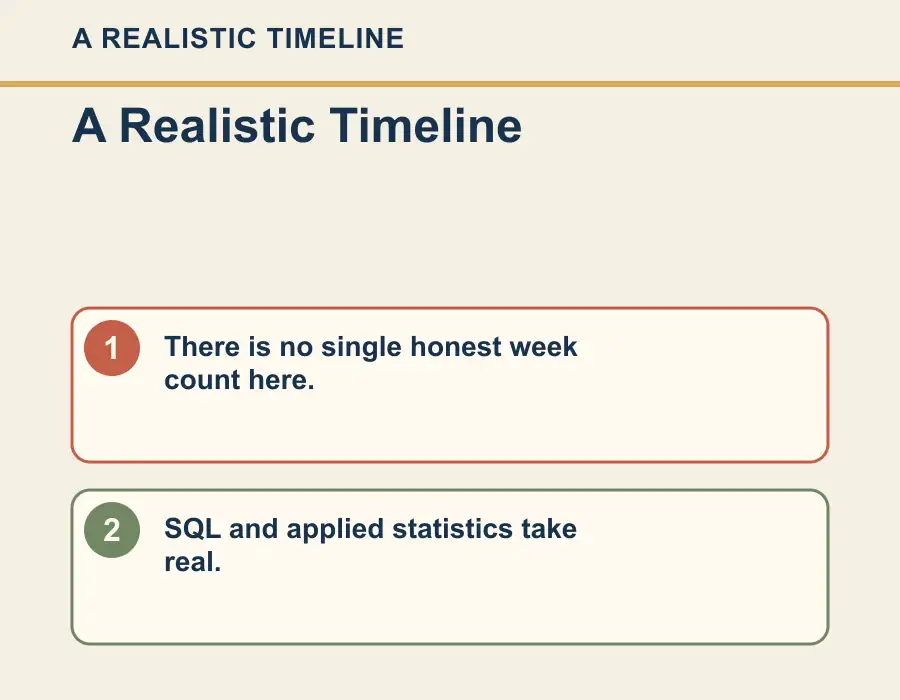 A REALISTIC TIMELINE
A Realistic Timeline
1
There is no single honest week
count here.
2
SQL and applied statistics take
real.